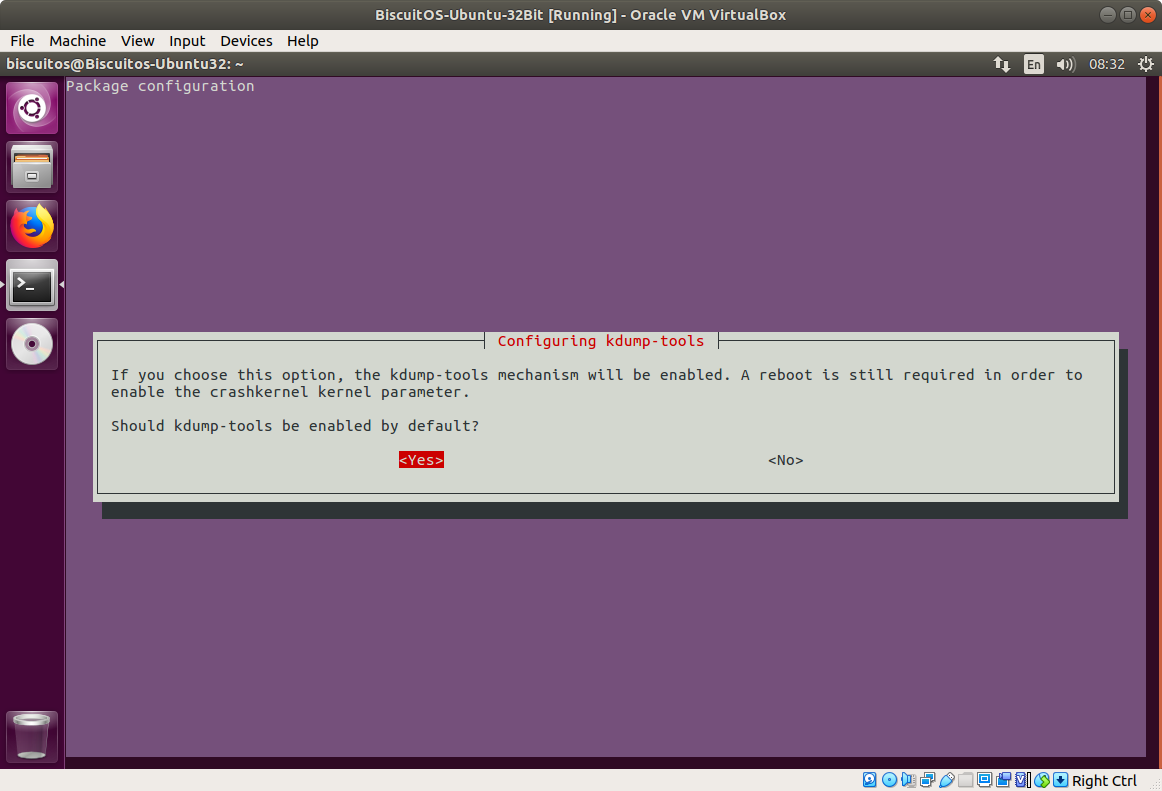 BiscuitOS-Ubuntu-32Bit [Running] - Oracle VM VirtualBox
File Machine View Input Devices Help
biscuitos@Biscuitos-Ubuntu32: ~ En 08:32
Package configuration
Configuring kdump-tools
If you choose this option, the kdump-tools mechanism will be enabled. A reboot is still required in order to
enable the crashkernel kernel parameter.
Should kdump-tools be enabled by default?
<Yes> <No>
Right Ctrl